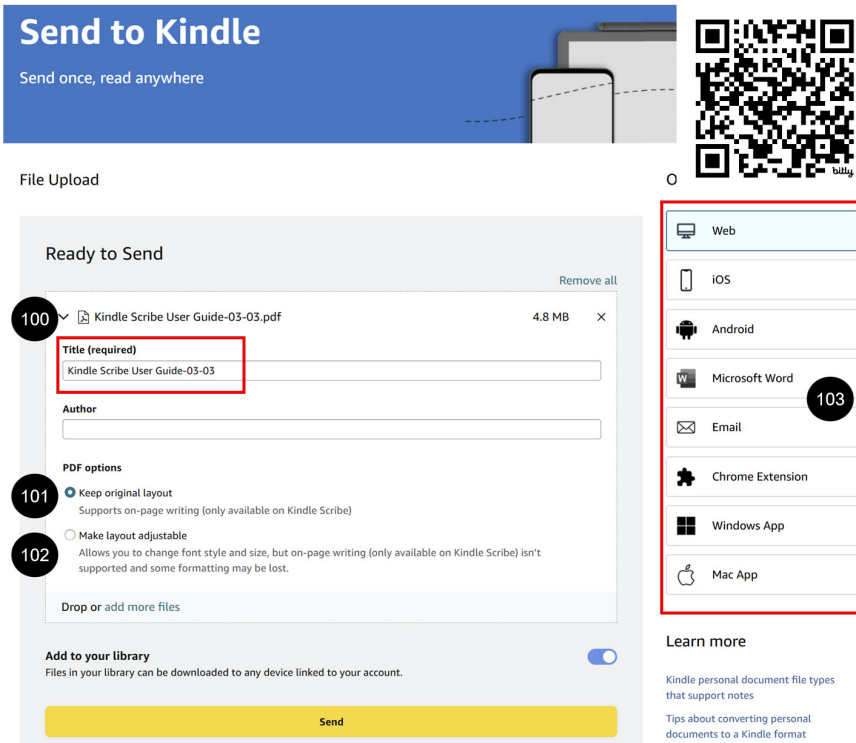 Send to Kindle
Send once, read anywhere
bitly
File Upload
O
Ready to Send
Remove all
100
Kindle Scribe User Guide-03-03.pdf
4.8 MB
Title (required)
Kindle Scribe User Guide-03-03
Author
PDF options
101
Keep original layout
Supports on-page writing (only available on Kindle Scribe)
102
Make layout adjustable
Allows you to change font style and size, but on-page writing (only available on Kindle Scribe) isn't
supported and some formatting may be lost.
Drop or add more files
Add to your library
Files in your library can be downloaded to any device linked to your account.
Send
Web
iOS
Android
Microsoft Word
103
Email
Chrome Extension
Windows App
Mac App
Learn more
Kindle personal document file types
that support notes
Tips about converting personal
documents to a Kindle format